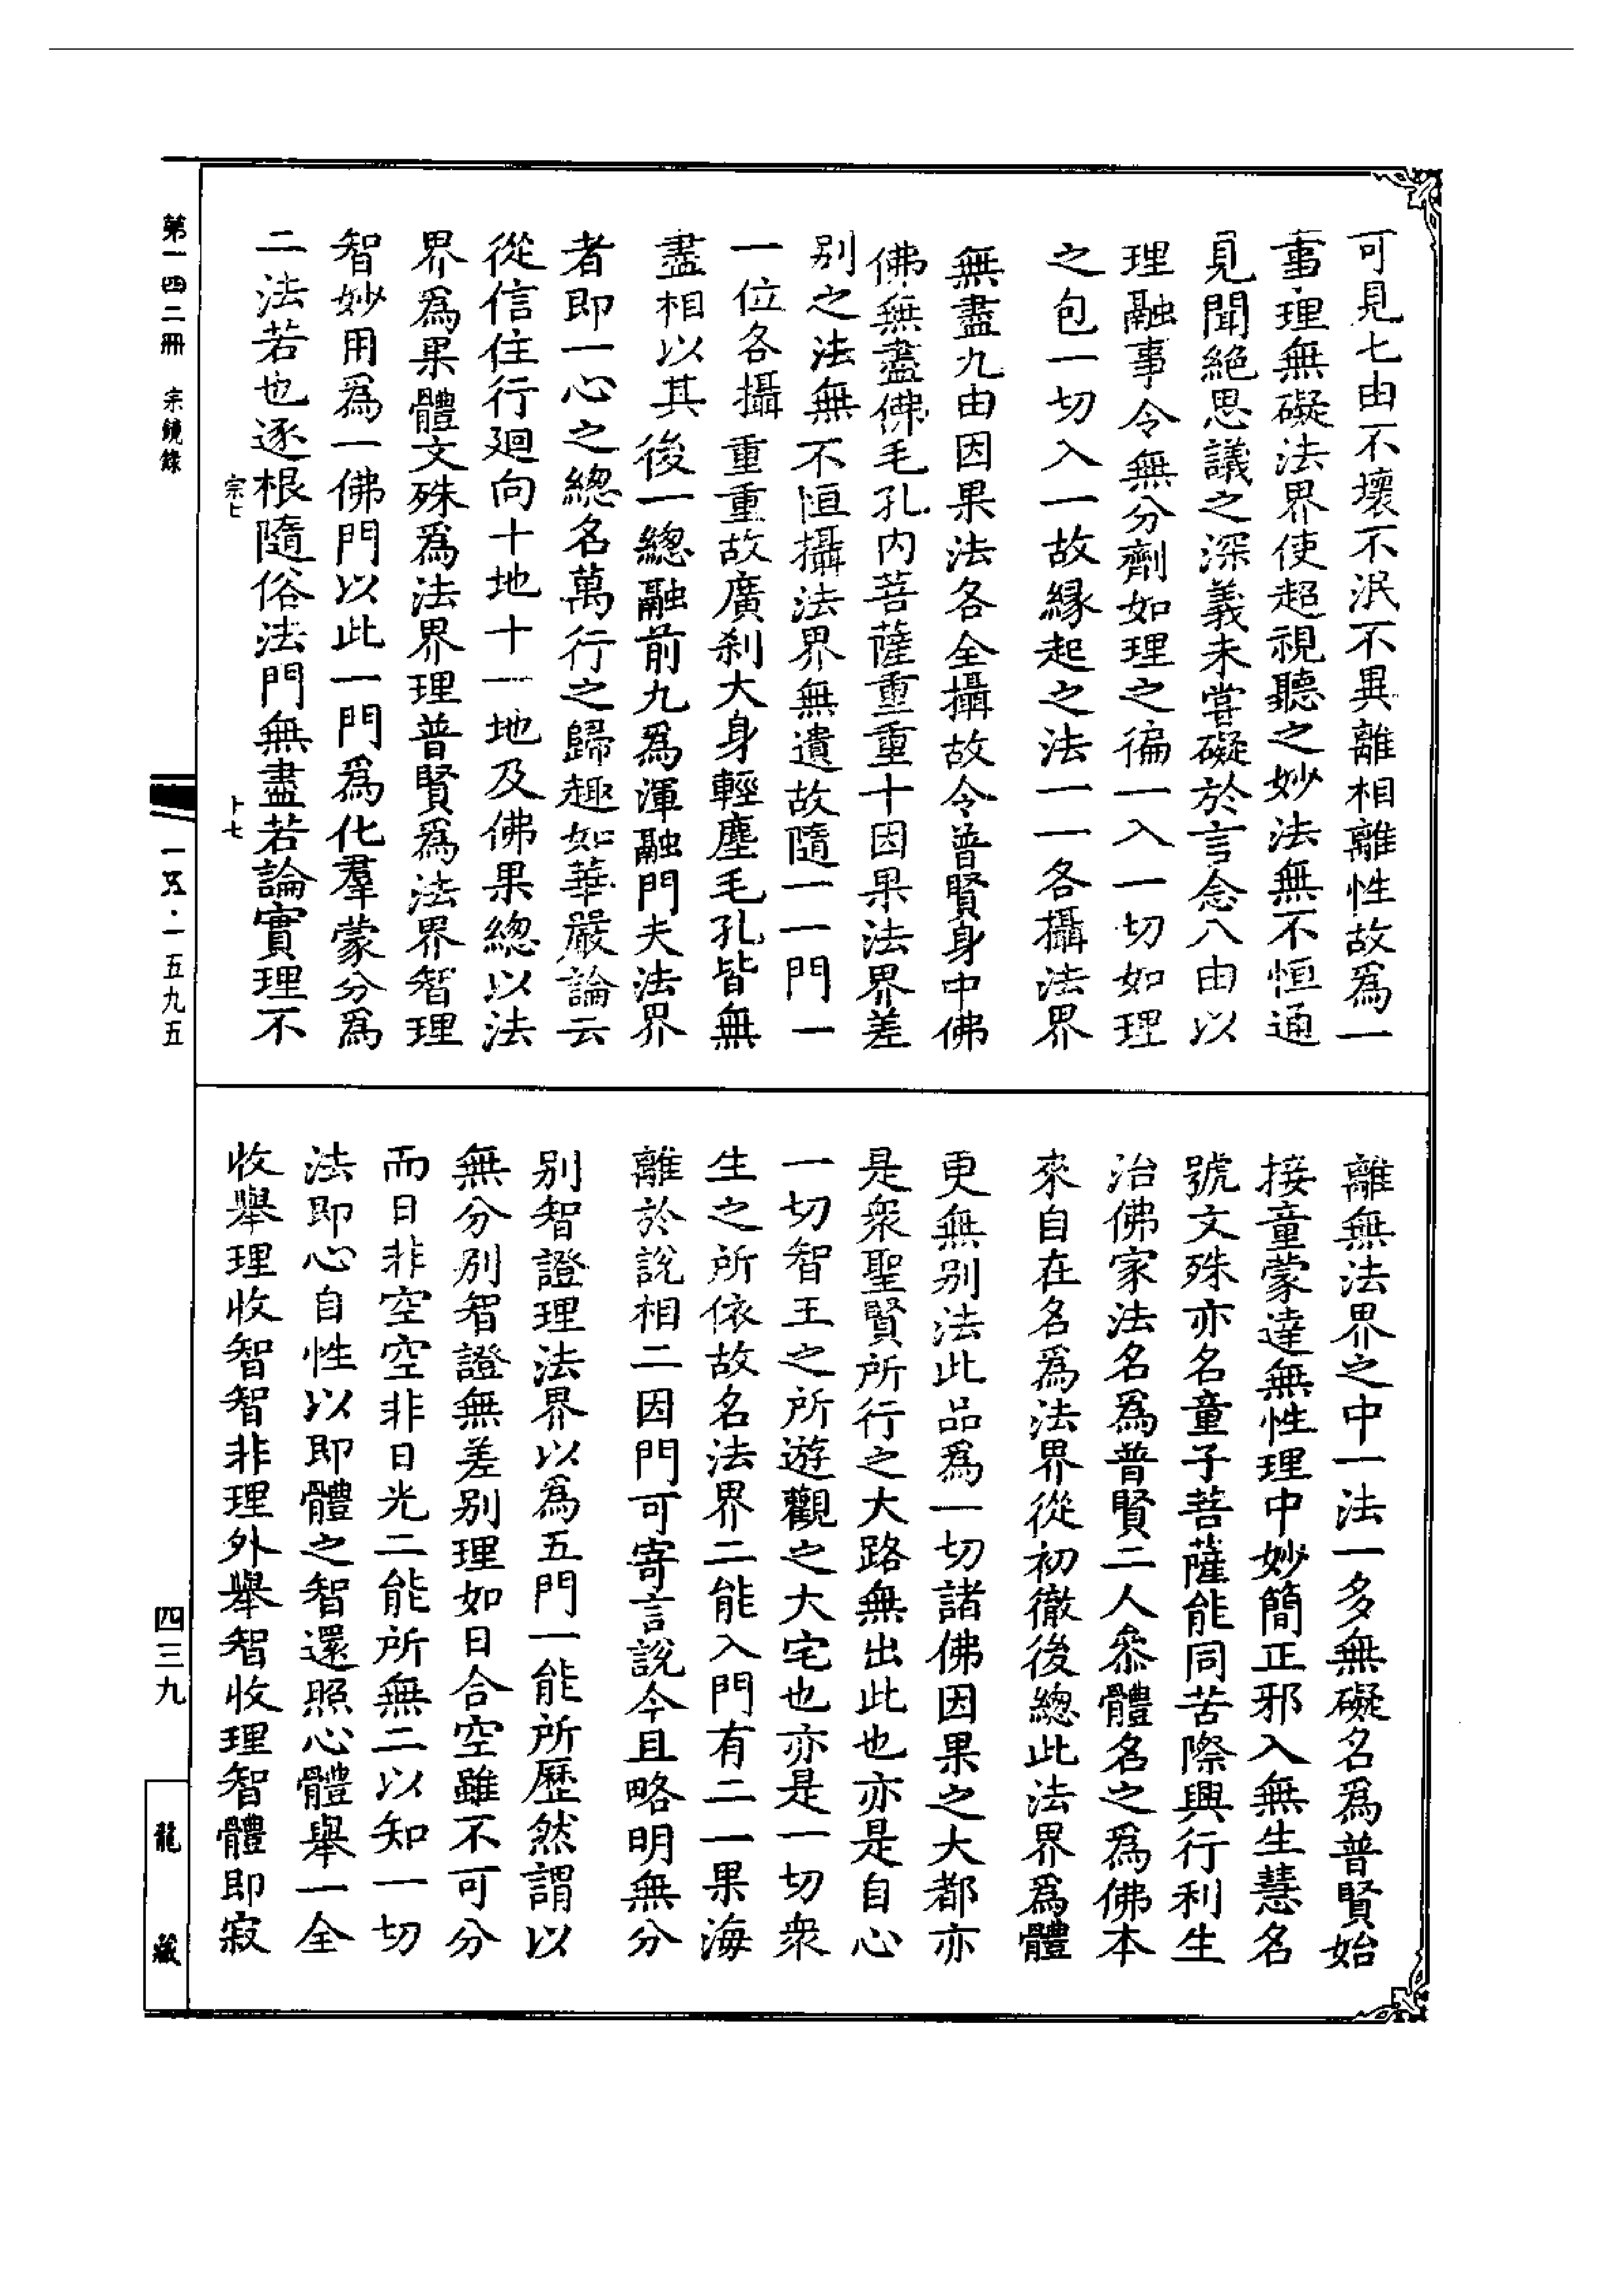 可見七由不壞不泯不異離相離性故爲一
事理無礙法界使超視聽之妙法無不恒通
見聞絕思議之深義未甞礙於言念八由以
理融事令無分劑如理之徧一入一切如理
之包一切入一故緣起之法一一各攝法界
無盡九由因果法各全攝故令普賢身中佛
佛無盡佛毛孔內菩薩重重十因果法界差
別之法無不恒攝法界無遺故隨一一門一
一位各攝重重故廣刹大身輕塵毛孔皆無
盡相以其後一總融前九爲渾融門夫法界
者即一心之總名萬行之歸趣如華嚴論云
從信住行廻向十地十一地及佛果總以法
界爲果體文殊爲法界理普賢爲法界智理
智妙用爲一佛門以此一門爲化羣蒙分爲
二法若也逐根隨俗法門無盡若論實理不
離無法界之中一法一多無礙名爲普賢始
接童蒙達無性理中妙簡正邪入無生慧名
號文殊亦名童子菩薩能同苦際興行利生
治佛家法名爲普賢二人叅體名之爲佛本
來自在名爲法界從初徹後總此法界爲體
更無別法此品爲一切諸佛因果之大都亦
是衆聖賢所行之大路無出此也亦是自心
一切智王之所遊觀之大宅也亦是一切衆
生之所依故名法界二能入門有二一果海
離於說相二因門可寄言說今且略明無分
別智證理法界以爲五門一能所歷然謂以
無分別智證無差別理如日合空雖不可分
而日非空空非日光二能所無二以知一切
法即心自性以即體之智還照心體舉一全
收舉理收智智非理外舉智收理智體即寂
第一四二冊 宗鏡錄
宗七 十七
一五·一五九五
四三九
龍藏